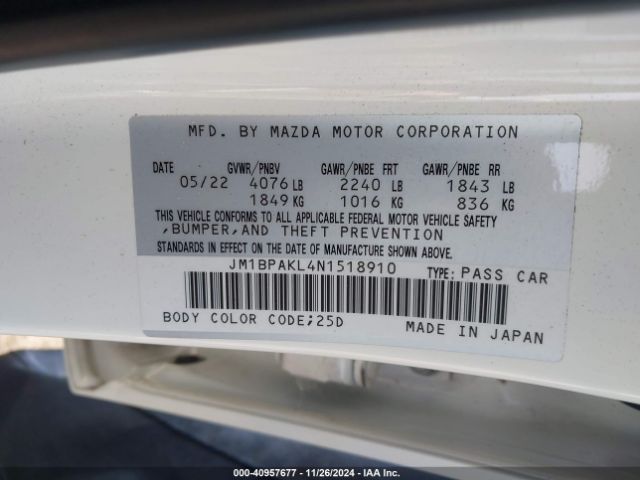 MFD. BY MAZDA MOTOR CORPORATION
DATE GVWR/PNBV GAWR/PNBE FRT GAWR/PNBE RR
05/22 4076 LB 2240 LB 1843 LB
1849 KG 1016 KG 836 KG
THIS VEHICLE CONFORMS TO ALL APPLICABLE FEDERAL MOTOR VEHICLE SAFETY
,BUMPER,AND THEFT PREVENTION
STANDARDS IN EFFECT ON THE DATE OF MANUFACTURE SHOWN ABOVE.
JM1BPAKL4N1518910 TYPE: PASS CAR
BODY COLOR CODE;25D MADE IN JAPAN
000-40957677 - 11/26/2024 - IAA Inc.